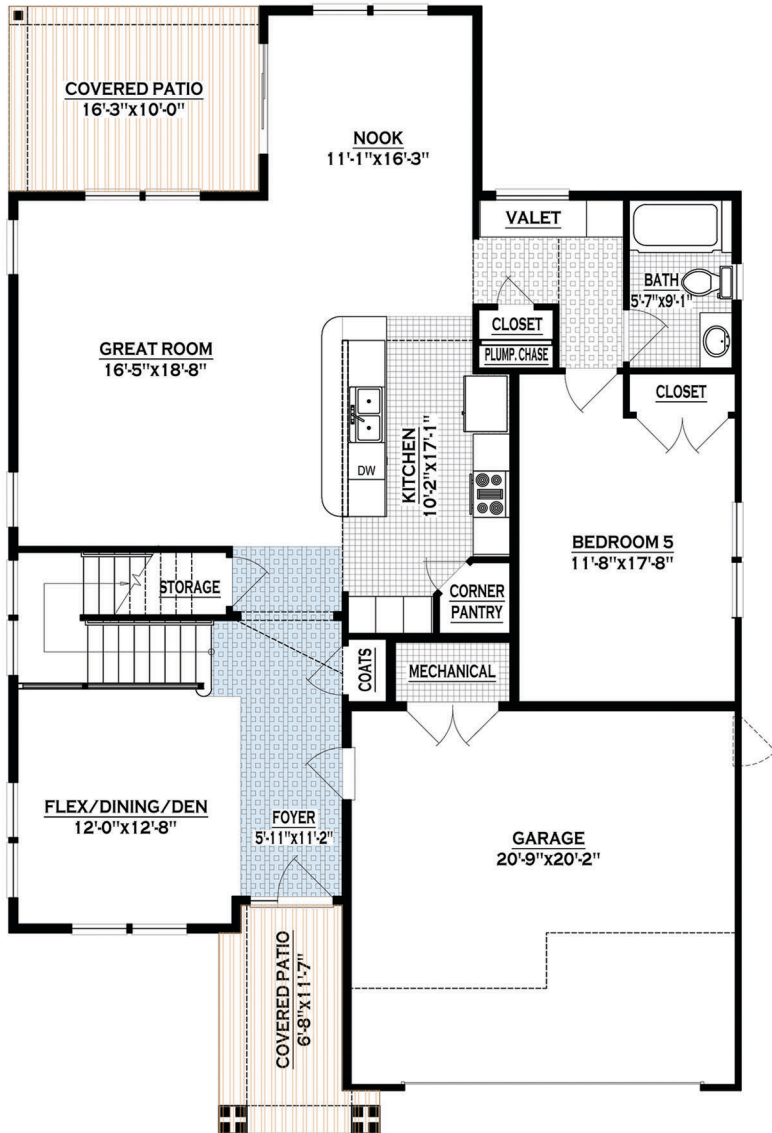 COVERED PATIO
16'-3"x10'-0"
NOOK
11'-1"x16'-3"
VALET
BATH
5'-7"x9'-1"
CLOSET
PLUMP. CHASE
GREAT ROOM
16'-5"x18'-8"
CLOSET
KITCHEN
10'-2"x17'-1"
DW
BEDROOM 5
11'-8"x17'-8"
STORAGE
CORNER
PANTRY
COATS
MECHANICAL
FLEX/DINING/DEN
12'-0"x12'-8"
FOYER
5'-11"x11'-2"
GARAGE
20'-9"x20'-2"
COVERED PATIO
6'-8"x11'-7"